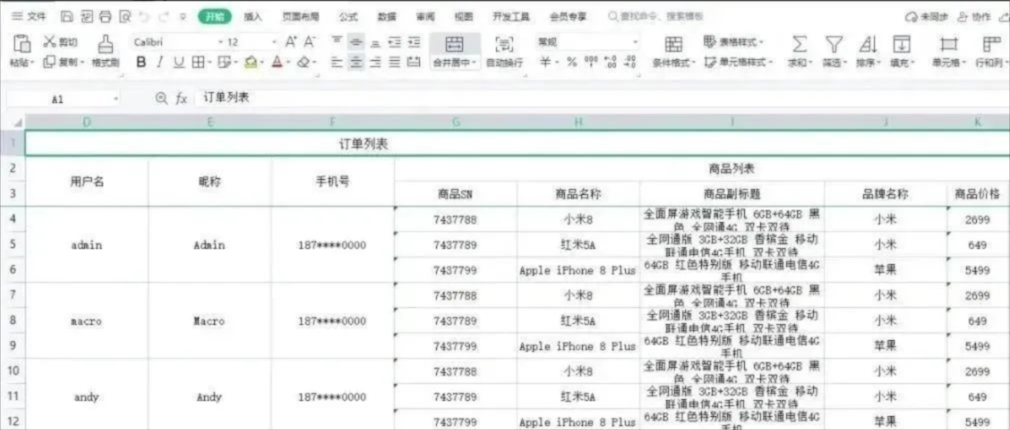 文件 开始 插入 页面布局 公式 数据 审阅 视图 开发工具 会员专享 查找命令、搜索模板 未同步 协作
剪切 Calibri 12 常规 表格样式
粘贴 复制 格式刷 合并居中 自动换行 条件格式 单元格样式 求和 筛选 排序 填充 单元格 行和列
A1 fx 订单列表
D E F G H I J K
1 订单列表
2 用户名 昵称 手机号 商品列表
3 商品SN 商品名称 商品副标题 品牌名称 商品价格
4 7437788 小米8 全面屏游戏智能手机 6GB+64GB 黑色 全网通4G 双卡双待 小米 2699
5 admin Admin 187****0000 7437789 红米5A 全网通版 3GB+32GB 香槟金 移动联通电信4G手机 双卡双待 小米 649
6 7437799 Apple iPhone 8 Plus 64GB 红色特别版 移动联通电信4G手机 苹果 5499
7 7437788 小米8 全面屏游戏智能手机 6GB+64GB 黑色 全网通4G 双卡双待 小米 2699
8 macro Macro 187****0000 7437789 红米5A 全网通版 3GB+32GB 香槟金 移动联通电信4G手机 双卡双待 小米 649
9 7437799 Apple iPhone 8 Plus 64GB 红色特别版 移动联通电信4G手机 苹果 5499
10 7437788 小米8 全面屏游戏智能手机 6GB+64GB 黑色 全网通4G 双卡双待 小米 2699
11 andy Andy 187****0000 7437789 红米5A 全网通版 3GB+32GB 香槟金 移动联通电信4G手机 双卡双待 小米 649
12 7437799 Apple iPhone 8 Plus 64GB 红色特别版 移动联通电信4G手机 苹果 5499